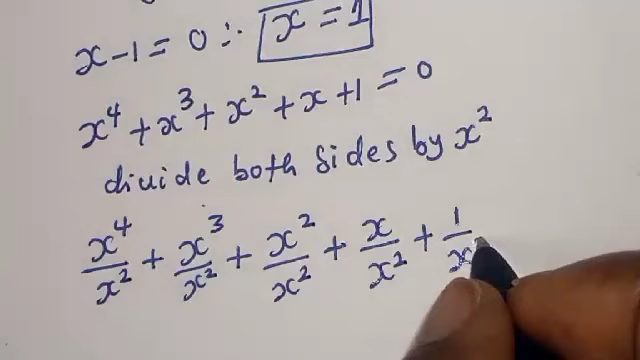 x - 1 = 0 ∴ x = 1
x⁴ + x³ + x² + x + 1 = 0
divide both sides by x²
x⁴/x² + x³/x² + x²/x² + x/x² + 1/x